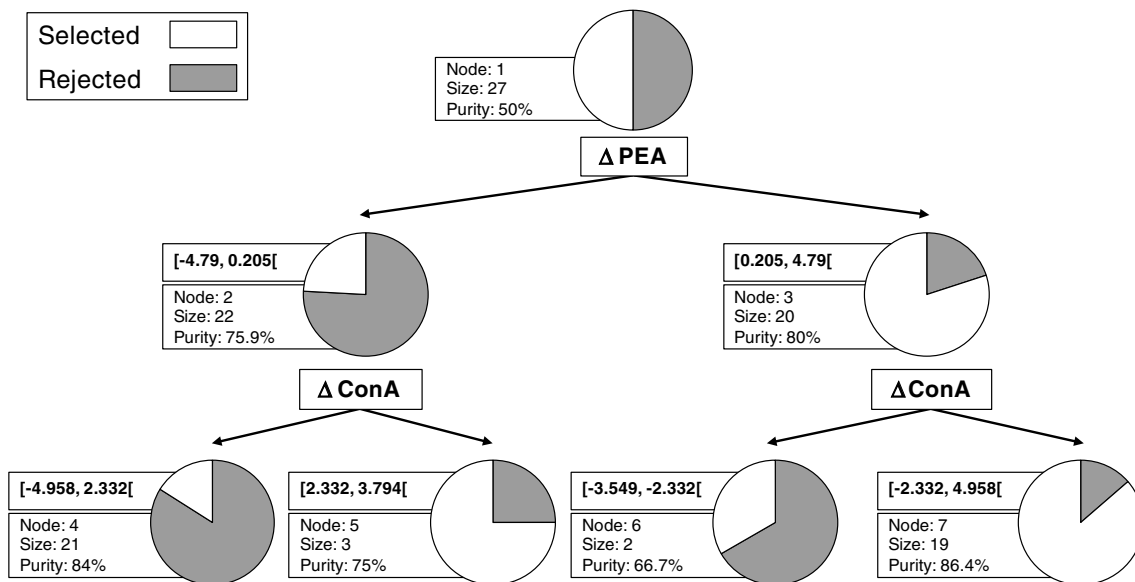 Selected
Rejected
Node: 1
Size: 27
Purity: 50%
Δ PEA
[-4.79, 0.205[
Node: 2
Size: 22
Purity: 75.9%
[0.205, 4.79[
Node: 3
Size: 20
Purity: 80%
Δ ConA
ΔConA
[-4.958, 2.332[
Node: 4
Size: 21
Purity: 84%
[2.332, 3.794[
Node: 5
Size: 3
Purity: 75%
[-3.549, -2.332[
Node: 6
Size: 2
Purity: 66.7%
[-2.332, 4.958[
Node: 7
Size: 19
Purity: 86.4%